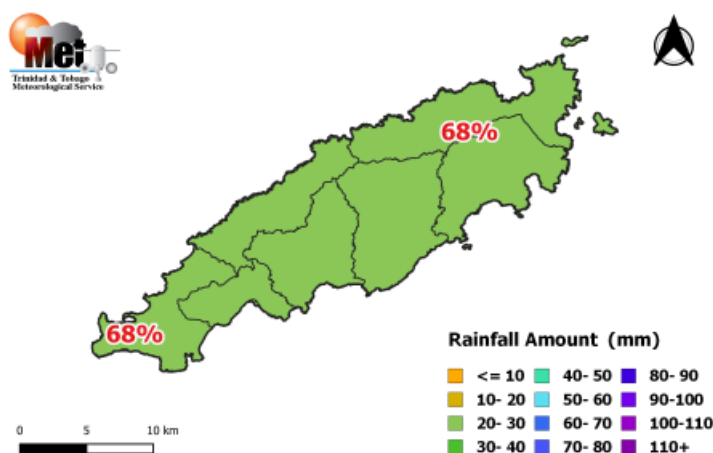 Met
Trinidad & Tobago
Meteorological Service
68%
68%
Rainfall Amount (mm)
<= 10 40- 50 80- 90
10- 20 50- 60 90-100
20- 30 60- 70 100-110
30- 40 70- 80 110+
0 5 10 km